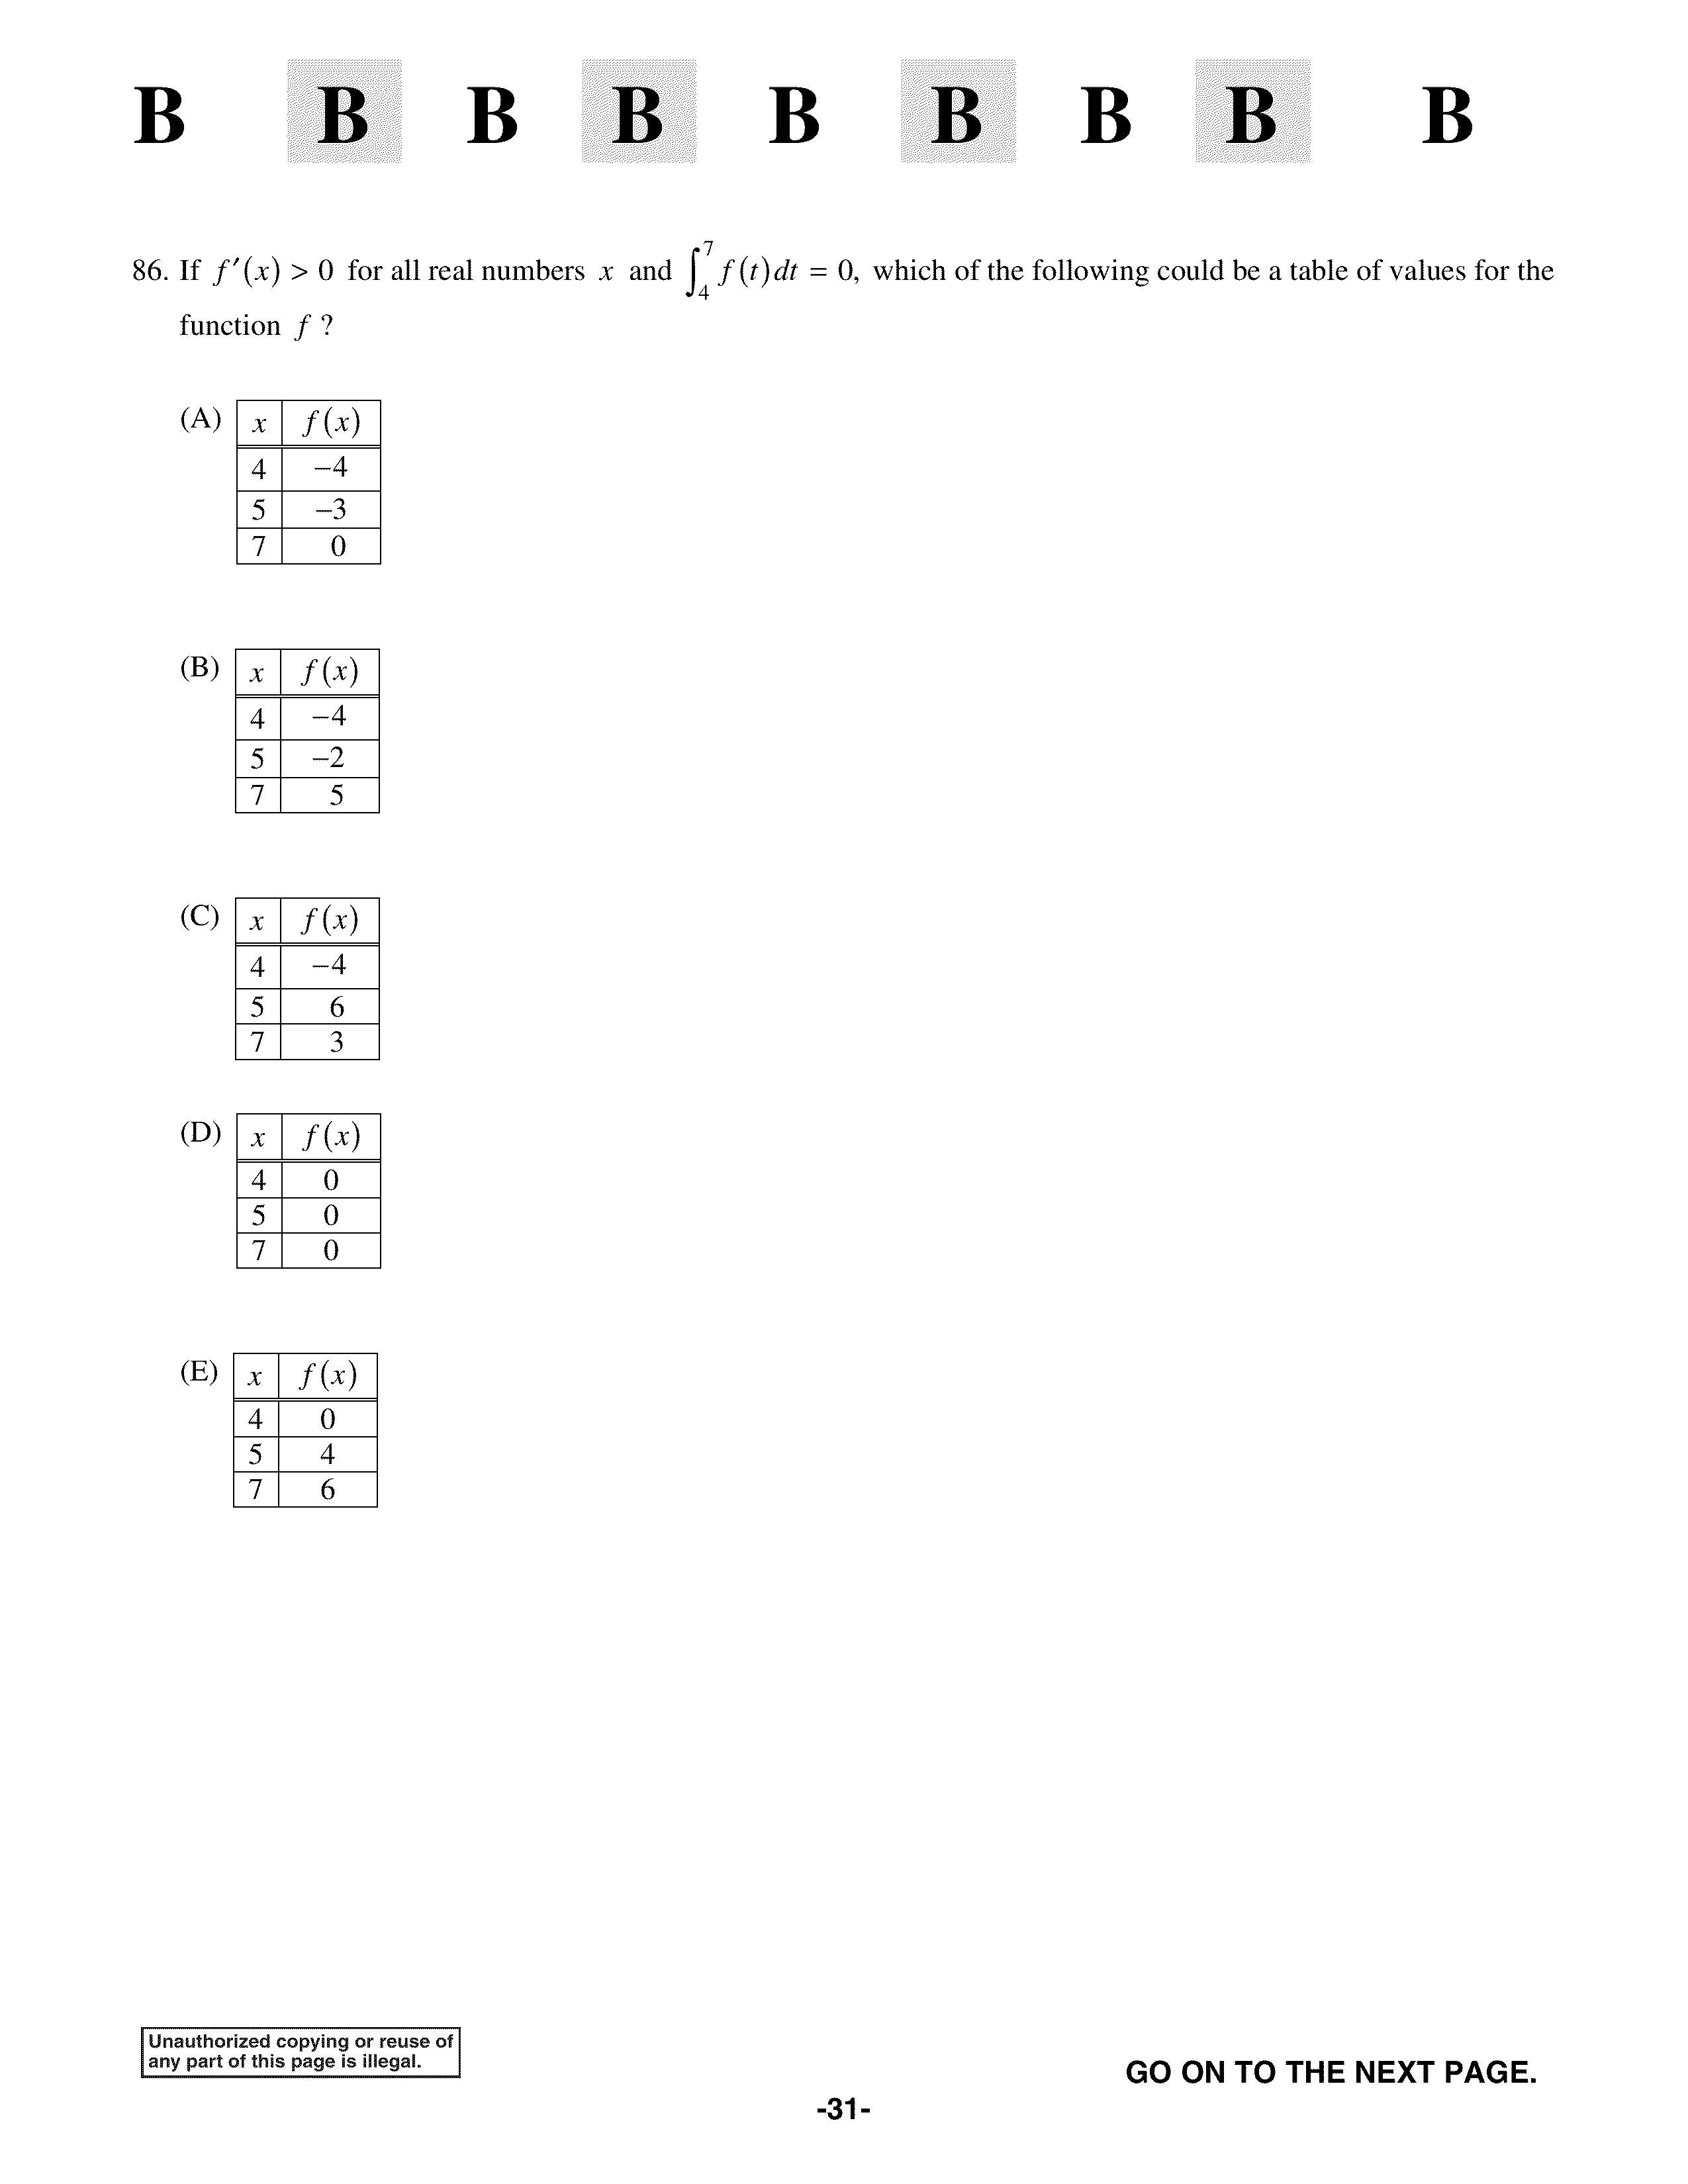 B B B B B B B B B
86. If f′(x) > 0 for all real numbers x and ∫₄⁷ f(t)dt = 0, which of the following could be a table of values for the
function f ?
(A) x f(x)
4 −4
5 −3
7 0
(B) x f(x)
4 −4
5 −2
7 5
(C) x f(x)
4 −4
5 6
7 3
(D) x f(x)
4 0
5 0
7 0
(E) x f(x)
4 0
5 4
7 6
Unauthorized copying or reuse of
any part of this page is illegal.
GO ON TO THE NEXT PAGE.
-31-